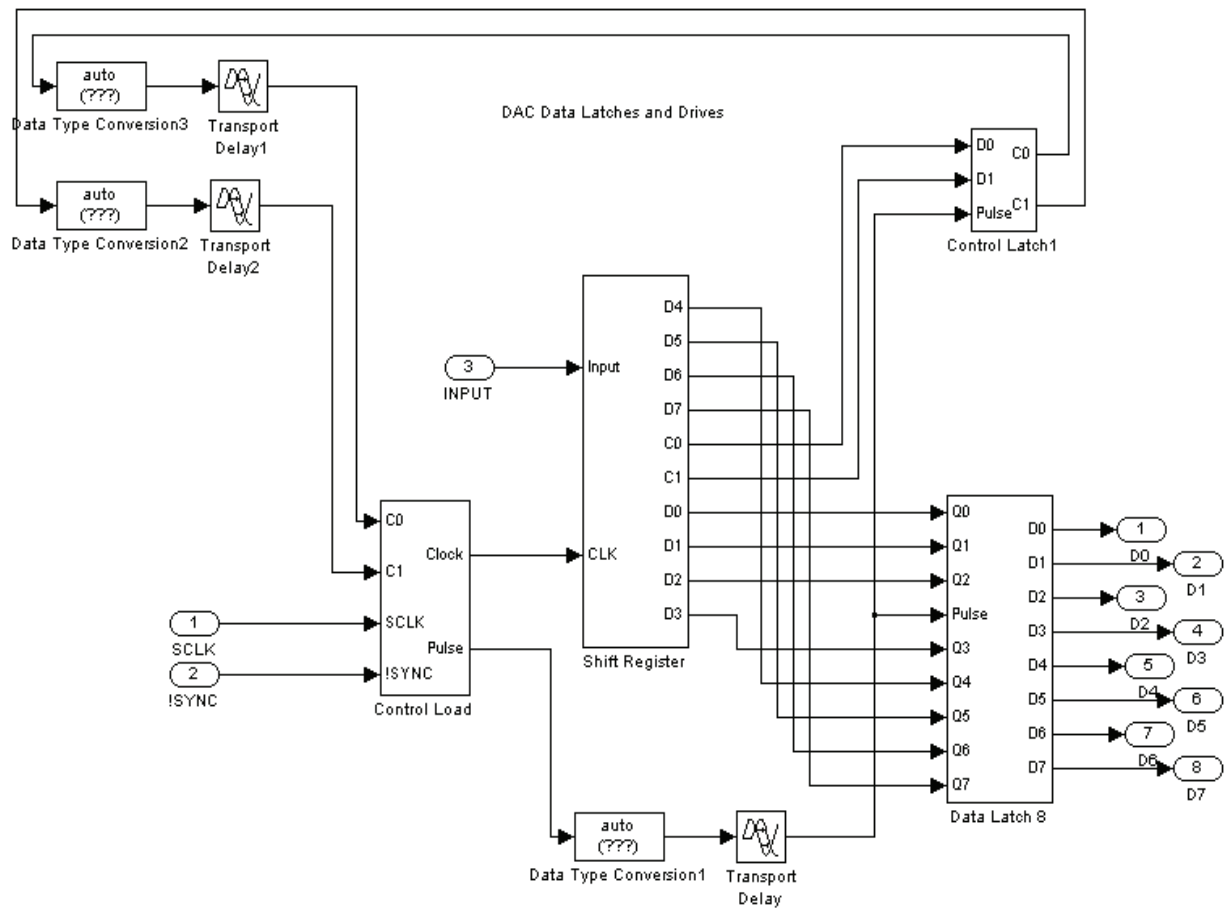 auto
(???)
Data Type Conversion3
Transport
Delay1
DAC Data Latches and Drives
D0
D1
Pulse
C0
C1
Control Latch1
auto
(???)
Data Type Conversion2
Transport
Delay2
3
INPUT
Input
CLK
D4
D5
D6
D7
C0
C1
D0
D1
D2
D3
Shift Register
1
SCLK
2
!SYNC
C0
C1
SCLK
!SYNC
Clock
Pulse
Control Load
Q0
Q1
Q2
Pulse
Q3
Q4
Q5
Q6
Q7
D0
D1
D2
D3
D4
D5
D6
D7
Data Latch 8
1
D0
2
D1
3
D2
4
D3
5
D4
6
D5
7
D6
8
D7
auto
(???)
Data Type Conversion1
Transport
Delay